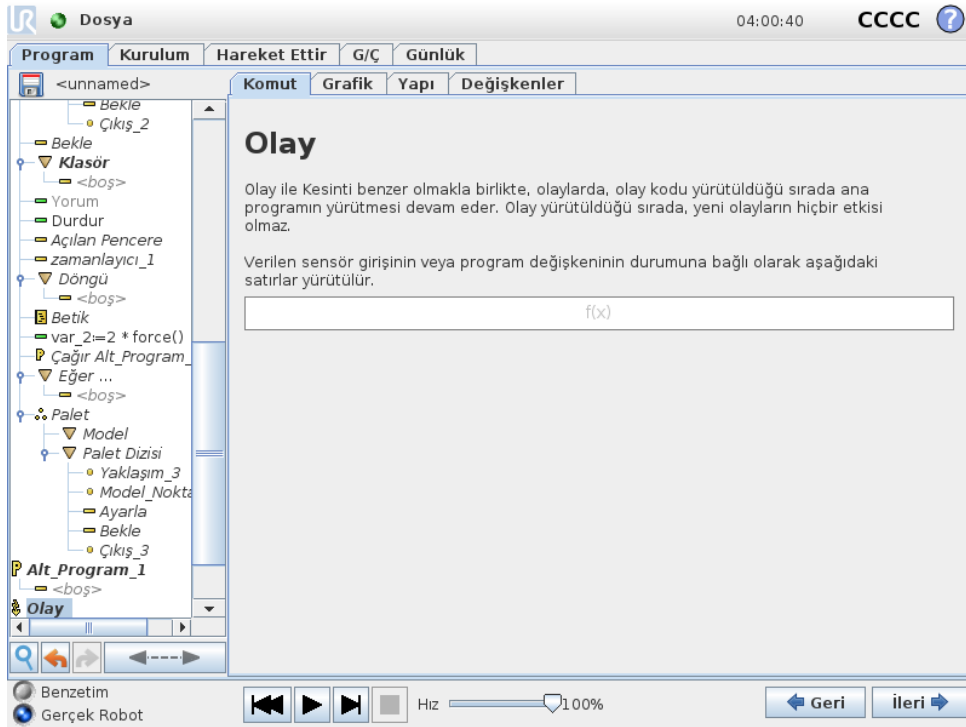 UR Dosya 04:00:40 CCCC ?
Program Kurulum Hareket Ettir G/Ç Günlük
<unnamed>
Komut Grafik Yapı Değişkenler
Bekle
Çıkış_2
Bekle
Klasör
<boş>
Yorum
Durdur
Açılan Pencere
zamanlayıcı_1
Döngü
<boş>
Betik
var_2≔2 * force()
Çağır Alt_Program_
Eğer ...
<boş>
Palet
Model
Palet Dizisi
Yaklaşım_3
Model_Nokta
Ayarla
Bekle
Çıkış_3
Alt_Program_1
<boş>
Olay
Olay
Olay ile Kesinti benzer olmakla birlikte, olaylarda, olay kodu yürütüldüğü sırada ana
programın yürütmesi devam eder. Olay yürütüldüğü sırada, yeni olayların hiçbir etkisi
olmaz.
Verilen sensör girişinin veya program değişkeninin durumuna bağlı olarak aşağıdaki
satırlar yürütülür.
f(x)
Benzetim
Gerçek Robot
Hız 100%
Geri İleri